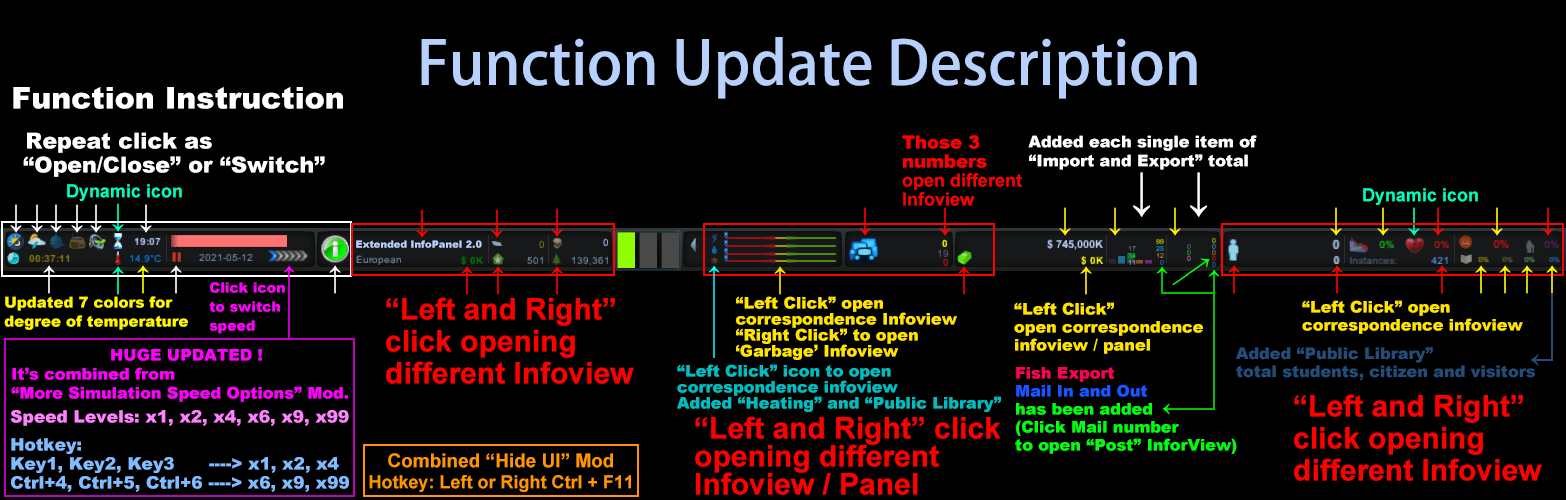 Function Update Description
Function Instruction
Repeat click as
“Open/Close” or “Switch”
Dynamic icon
Those 3
numbers
open different
Infoview
Added each single item of
“Import and Export” total
Dynamic icon
19:07
00:37:11
14.9°C
2021-05-12
Extended InfoPanel 2.0
European
$ 0K
0
501
0
139,361
0
19
0
$ 745,000K
$ 0K
0
0
0%
0%
Instances:
421
0%
0%
0%
0%
0%
0%
Updated 7 colors for
degree of temperature
Click icon
to switch
speed
HUGE UPDATED !
It’s combined from
“More Simulation Speed Options” Mod.
Speed Levels: x1, x2, x4, x6, x9, x99
Hotkey:
Key1, Key2, Key3 ----> x1, x2, x4
Ctrl+4, Ctrl+5, Ctrl+6 ----> x6, x9, x99
“Left and Right”
click opening
different Infoview
Combined “Hide UI” Mod
Hotkey: Left or Right Ctrl + F11
“Left Click” open
correspondence Infoview
“Right Click” to open
‘Garbage’ Infoview
“Left Click” icon to open
correspondence infoview
Added “Heating” and “Public Library”
“Left and Right” click
opening different
Infoview / Panel
“Left Click”
open correspondence
infoview / panel
Fish Export
Mail In and Out
has been added
(Click Mail number
to open “Post” InforView)
“Left Click” open
correspondence infoview
Added “Public Library”
total students, citizen and visitors
“Left and Right”
click opening
different Infoview